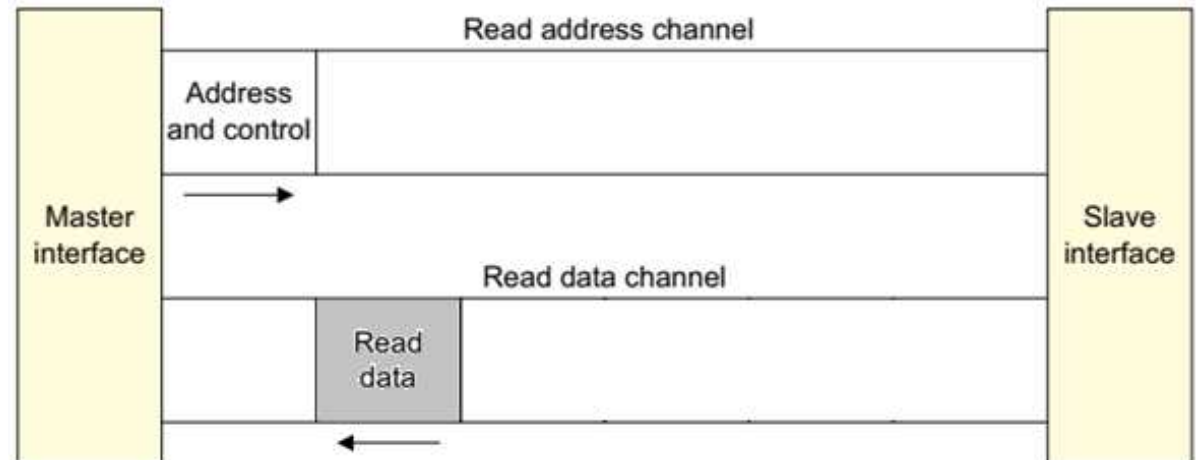 Read address channel
Address
and control
Master
interface
Slave
interface
Read data channel
Read
data